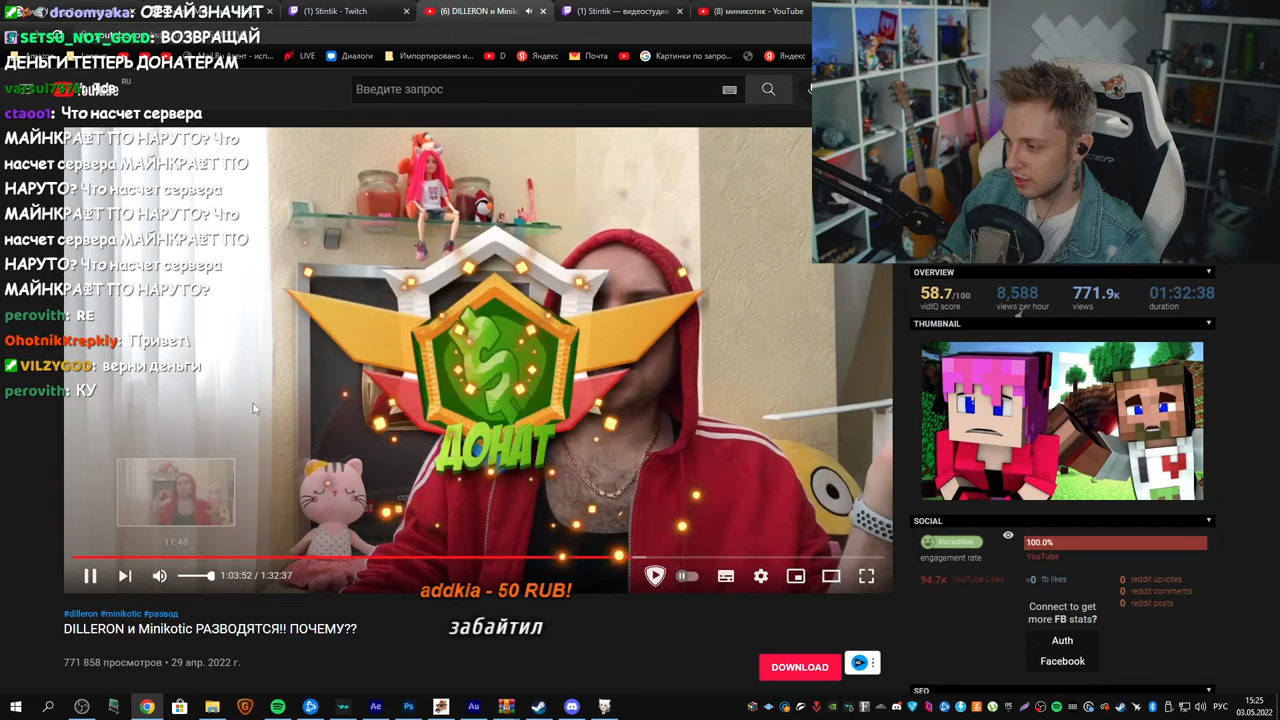 droomyaka: ОТДАЙ ЗНАЧИТ
SETSU_NOT_GOLD: ВОЗВРАЩАЙ
ДЕНЬГИ ТЕПЕРЬ ДОНАТЕРАМ
ctaoo1: Что насчет сервера
МАЙНКРАФТ ПО НАРУТО? Что
насчет сервера МАЙНКРАФТ ПО
НАРУТО? Что насчет сервера
МАЙНКРАФТ ПО НАРУТО? Что
насчет сервера МАЙНКРАФТ ПО
НАРУТО? Что насчет сервера
МАЙНКРАФТ ПО НАРУТО?
perovith: RE
OhotnikKrepkiy: Привет\
VILZYGOD: верни деньги
perovith: КУ
(1) Stintik - Twitch
(6) DILLERON и Minikoti
(1) Stintik — видеостудия
(8) миникотик - YouTube
LIVE
Диалоги
Импортировано и...
D
Яндекс
Почта
Картинки по запро...
Яндекс
RU
Введите запрос
ДОНАТ
11:48
1:03:52 / 1:32:37
addkia - 50 RUB!
забайтил
#dilleron #minikotic #развод
DILLERON и Minikotic РАЗВОДЯТСЯ!! ПОЧЕМУ??
771 858 просмотров • 29 апр. 2022 г.
DOWNLOAD
OVERVIEW
58.7/100
vidIQ score
8,588
views per hour
771.9K
views
01:32:38
duration
THUMBNAIL
SOCIAL
Incredible
engagement rate
100.0%
YouTube
94.7K YouTube Likes
≈0 fb likes
0 reddit upvotes
0 reddit comments
0 reddit posts
Connect to get
more FB stats?
Auth
Facebook
SEO
РУС
15:25
03.05.2022